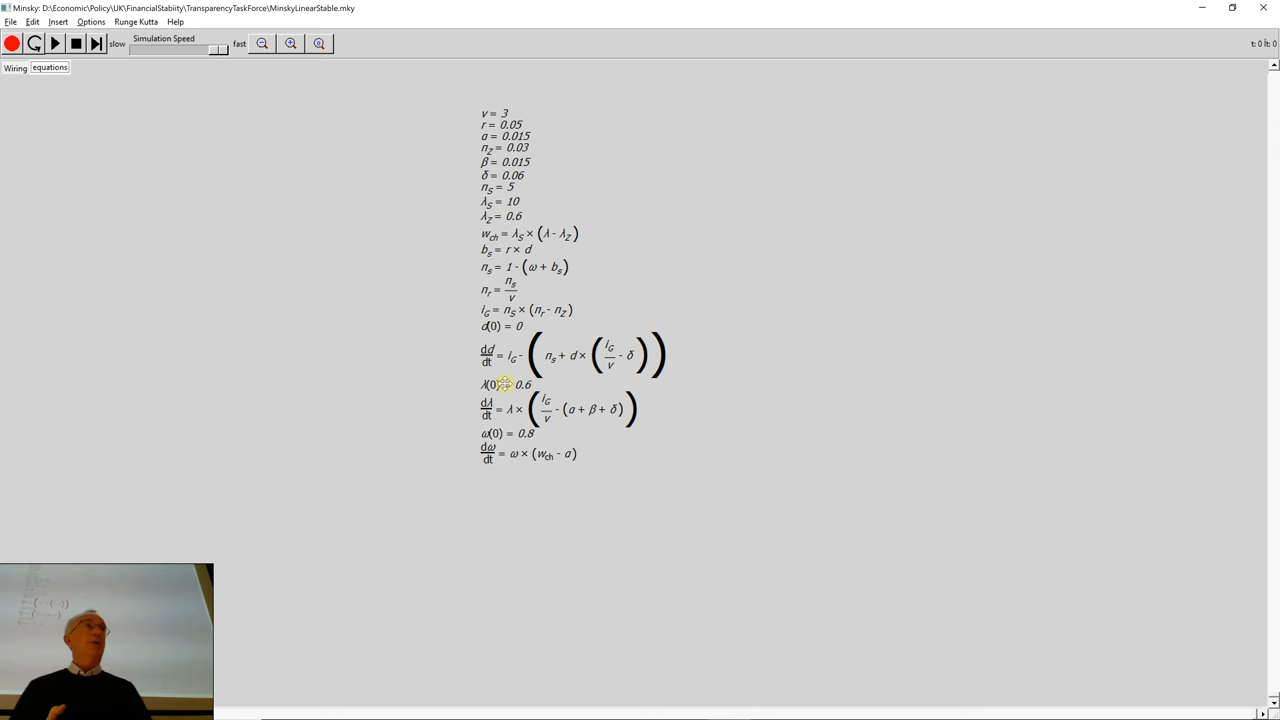 Minsky: D:\Economic\Policy\UK\FinancialStabiity\TransparencyTaskForce\MinskyLinearStable.mky
File Edit Insert Options Runge Kutta Help
slow Simulation Speed fast t: 0 Δt: 0
Wiring equations
v = 3
r = 0.05
a = 0.015
π_Z = 0.03
β = 0.015
δ = 0.06
π_S = 5
λ_S = 10
λ_Z = 0.6
w_ch = λ_S × (λ - λ_Z)
b_s = r × d
π_s = 1 - (ω + b_s)
π_r = π_s / v
i_G = π_S × (π_r - π_Z)
d(0) = 0
dd/dt = i_G - (π_s + d × (i_G / v - δ))
λ(0) = 0.6
dλ/dt = λ × (i_G / v - (a + β + δ))
ω(0) = 0.8
dω/dt = ω × (w_ch - a)